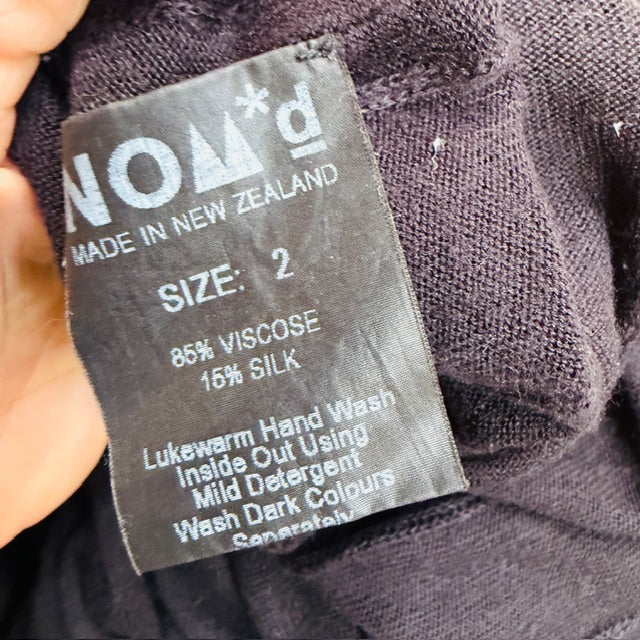 NOM*d
MADE IN NEW ZEALAND
SIZE: 2
85% VISCOSE
15% SILK
Lukewarm Hand Wash
Inside Out Using
Mild Detergent
Wash Dark Colours
Separately